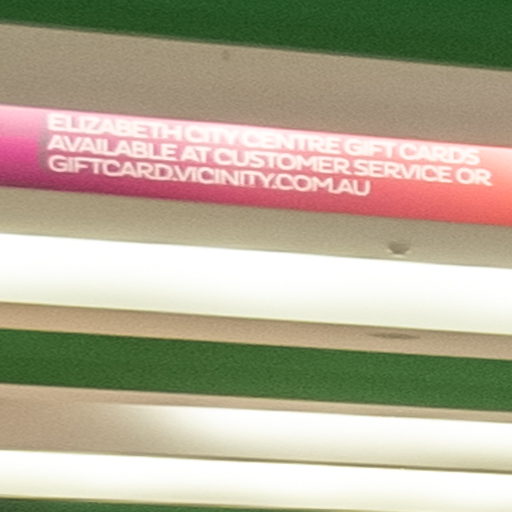 ELIZABETH CITY CENTRE GIFT CARDS
AVAILABLE AT CUSTOMER SERVICE OR
GIFTCARD.VICINITY.COM.AU